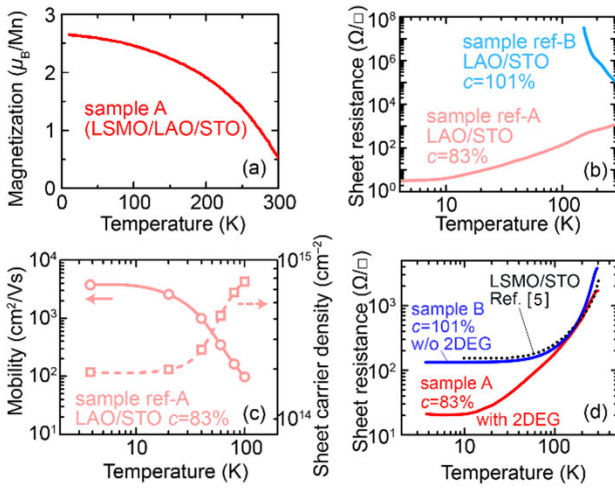 Magnetization (μB/Mn)
3
2
1
0
sample A
(LSMO/LAO/STO)
(a)
0
100
200
300
Temperature (K)
Sheet resistance (Ω/□)
10⁸
10⁶
10⁴
10²
10⁰
sample ref-B
LAO/STO
c=101%
sample ref-A
LAO/STO
c=83%
(b)
10
100
Temperature (K)
Mobility (cm²/Vs)
10⁴
10³
10²
10¹
(c)
10¹⁵
10¹⁴
Sheet carrier density (cm⁻²)
sample ref-A
LAO/STO c=83%
10
100
Temperature (K)
Sheet resistance (Ω/□)
10³
10²
10¹
LSMO/STO
Ref. [5]
sample B
c=101%
w/o 2DEG
sample A
c=83%
with 2DEG
(d)
10
100
Temperature (K)